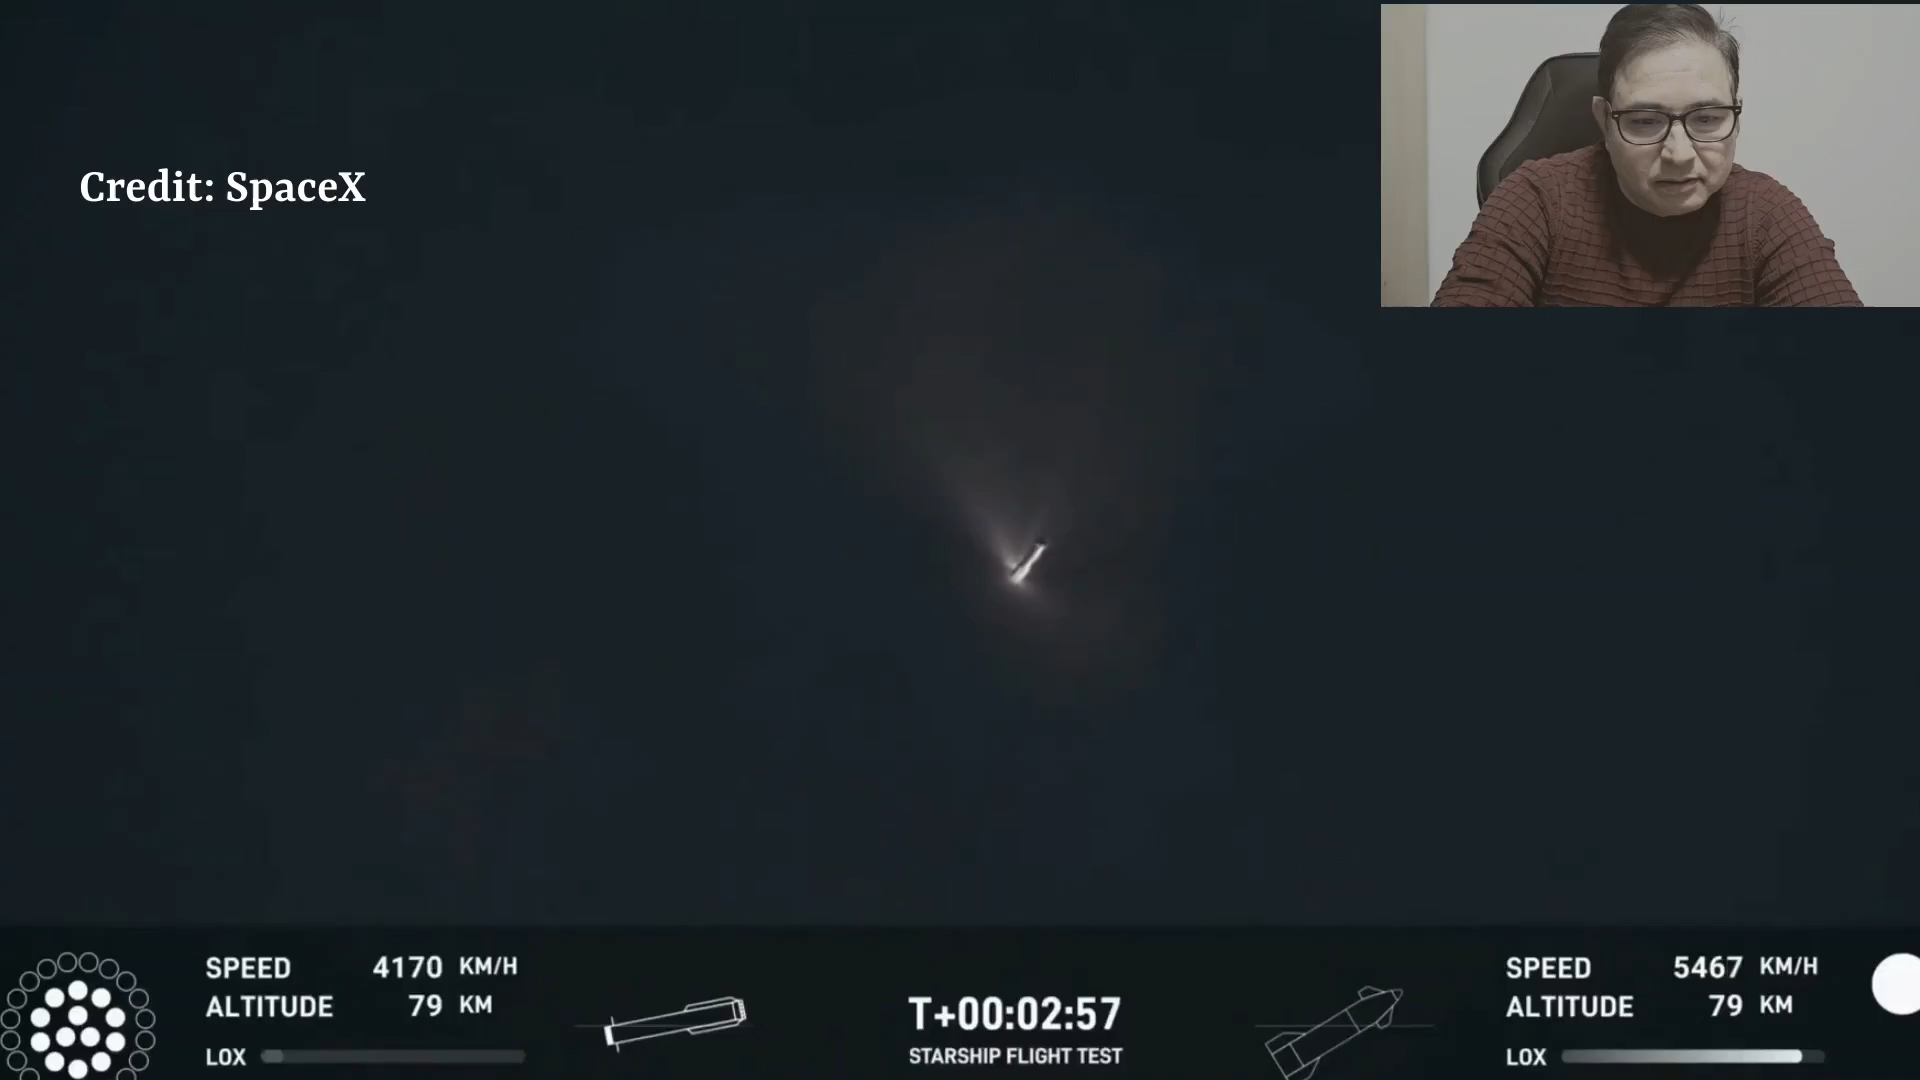 Credit: SpaceX
SPEED 4170 KM/H
ALTITUDE 79 KM
LOX
T+00:02:57
STARSHIP FLIGHT TEST
SPEED 5467 KM/H
ALTITUDE 79 KM
LOX